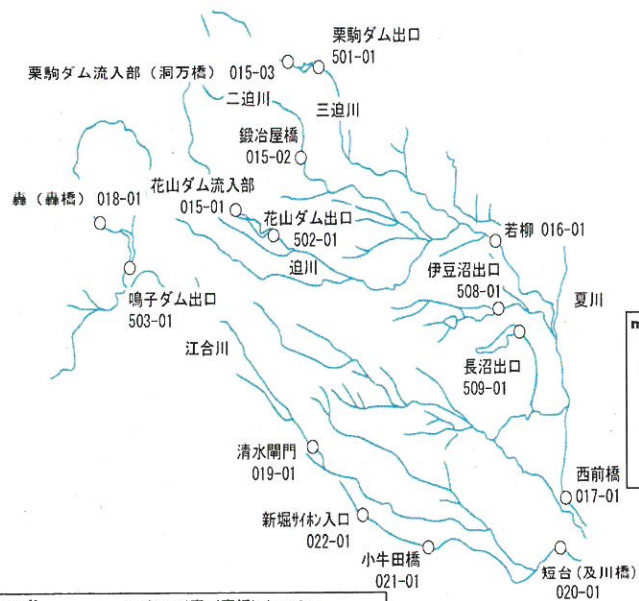 栗駒ダム出口
501-01
栗駒ダム流入部（洞万橋） 015-03
二迫川
三迫川
鍛冶屋橋
015-02
花山ダム流入部
015-01
轟（轟橋） 018-01
花山ダム出口
502-01
若柳 016-01
迫川
伊豆沼出口
508-01
夏川
鳴子ダム出口
503-01
江合川
長沼出口
509-01
清水閘門
019-01
西前橋
017-01
新堀ｻｲﾎﾝ入口
022-01
小牛田橋
021-01
短台(及川橋)
020-01